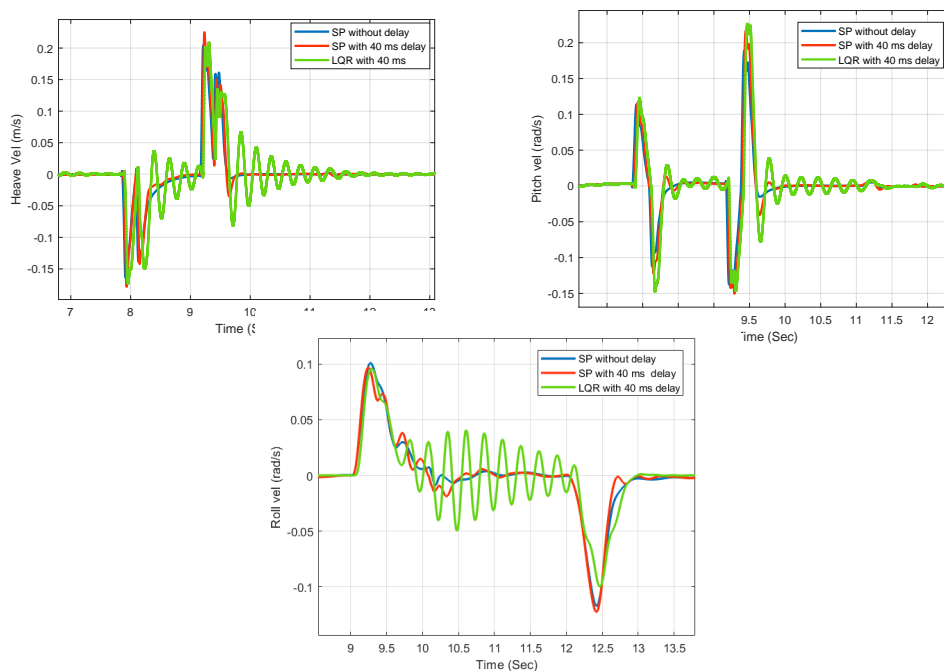 SP without delay
SP with 40 ms delay
LQR with 40 ms
0.2
0.15
0.1
0.05
0
-0.05
-0.1
-0.15
Heave Vel (m/s)
7 8 9 10 11 12
Time (S
SP without delay
SP with 40 ms delay
LQR with 40 ms delay
0.2
0.15
0.1
0.05
0
-0.05
-0.1
-0.15
Pitch vel (rad/s)
9.5 10 10.5 11 11.5 12
ime (Sec)
SP without delay
SP with 40 ms delay
LQR with 40 ms delay
0.1
0.05
0
-0.05
-0.1
Roll vel (rad/s)
9 9.5 10 10.5 11 11.5 12 12.5 13 13.5
Time (Sec)